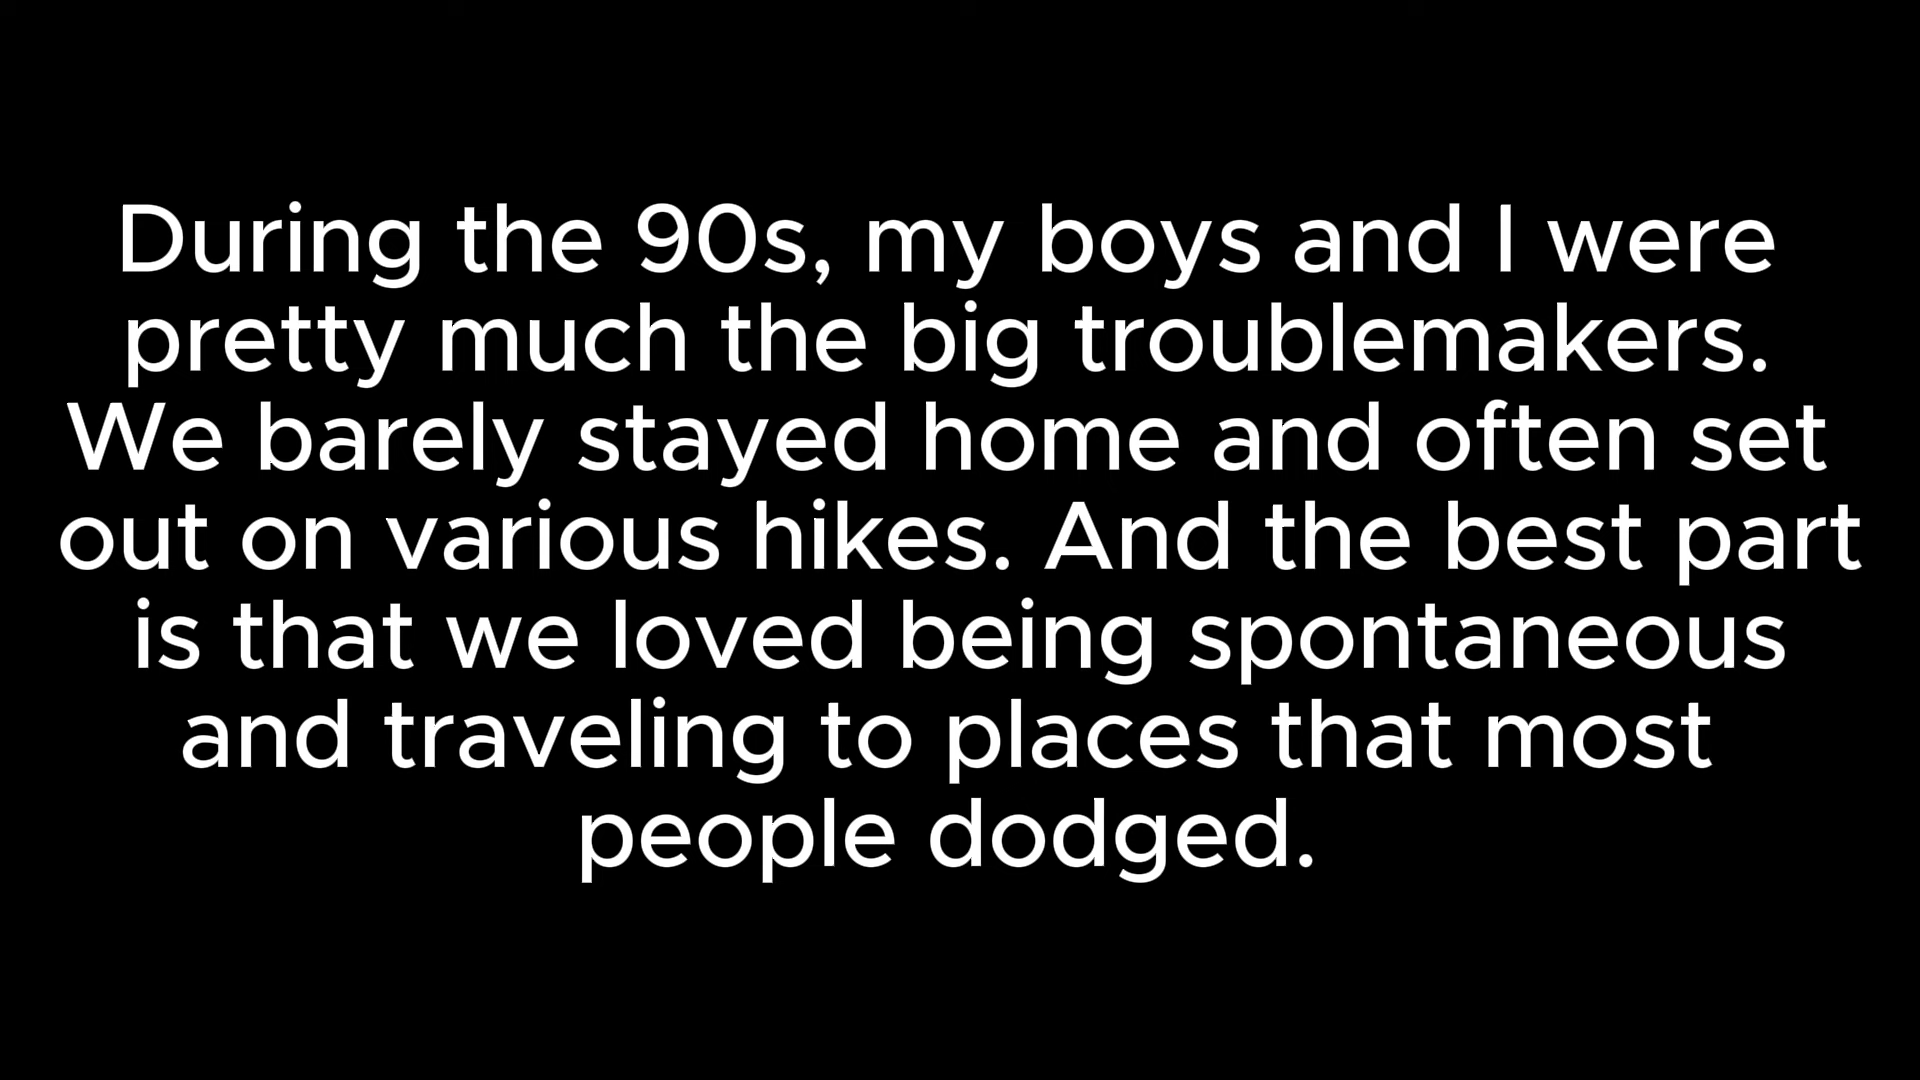 During the 90s, my boys and I were
pretty much the big troublemakers.
We barely stayed home and often set
out on various hikes. And the best part
is that we loved being spontaneous
and traveling to places that most
people dodged.